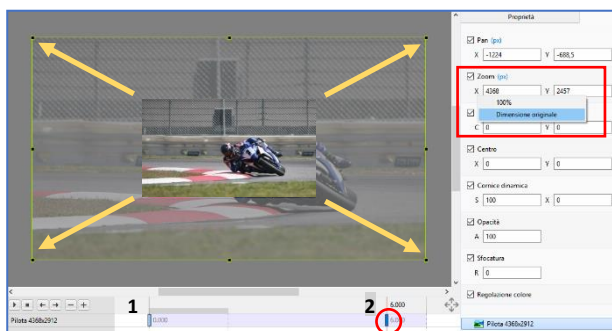 Proprietà
Pan (px)
X -1224 Y -688,5
Zoom (px)
X 4368 Y 2457
100%
Dimensione originale
C 0 Y 0
Centro
X 0 Y 0
Cornice dinamica
S 100 X 0
Opacità
A 100
Sfocatura
R 0
Regolazione colore
1 2 6.000
Pilota 4368x2912 0.000
Pilota 4368x2912